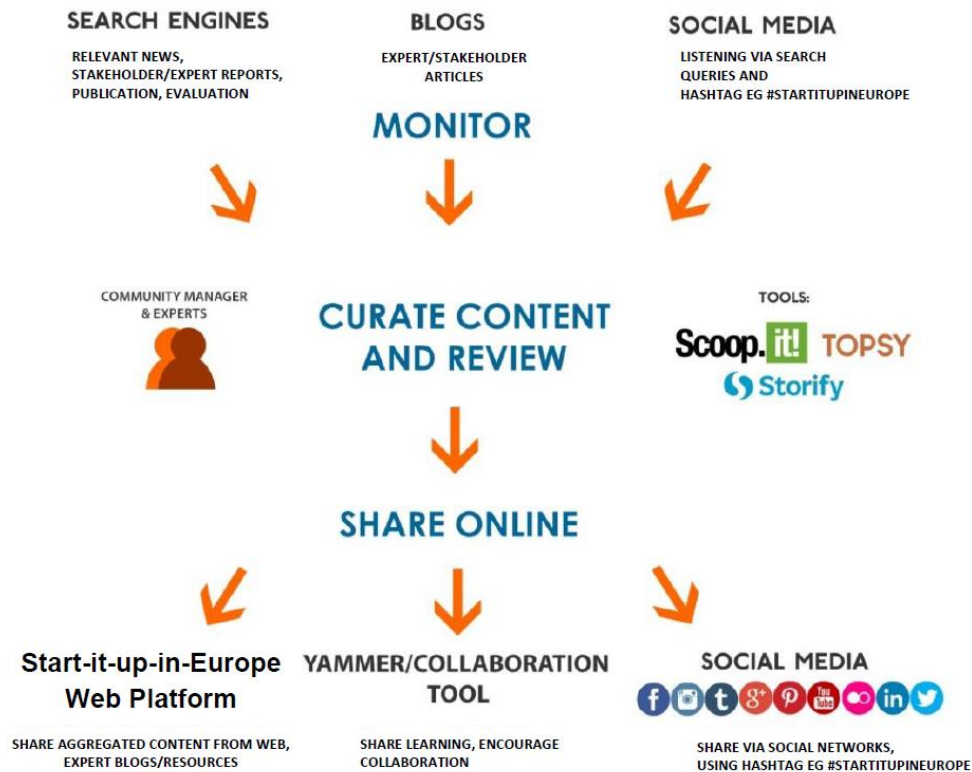 SEARCH ENGINES
RELEVANT NEWS,
STAKEHOLDER/EXPERT REPORTS,
PUBLICATION, EVALUATION
BLOGS
EXPERT/STAKEHOLDER
ARTICLES
SOCIAL MEDIA
LISTENING VIA SEARCH
QUERIES AND
HASHTAG EG #STARTITUPINEUROPE
MONITOR
COMMUNITY MANAGER
& EXPERTS
CURATE CONTENT
AND REVIEW
TOOLS:
Scoop.it! TOPSY
Storify
SHARE ONLINE
Start-it-up-in-Europe
Web Platform
SHARE AGGREGATED CONTENT FROM WEB,
EXPERT BLOGS/RESOURCES
YAMMER/COLLABORATION
TOOL
SHARE LEARNING, ENCOURAGE
COLLABORATION
SOCIAL MEDIA
f t g+ You Tube in
SHARE VIA SOCIAL NETWORKS,
USING HASHTAG EG #STARTITUPINEUROPE